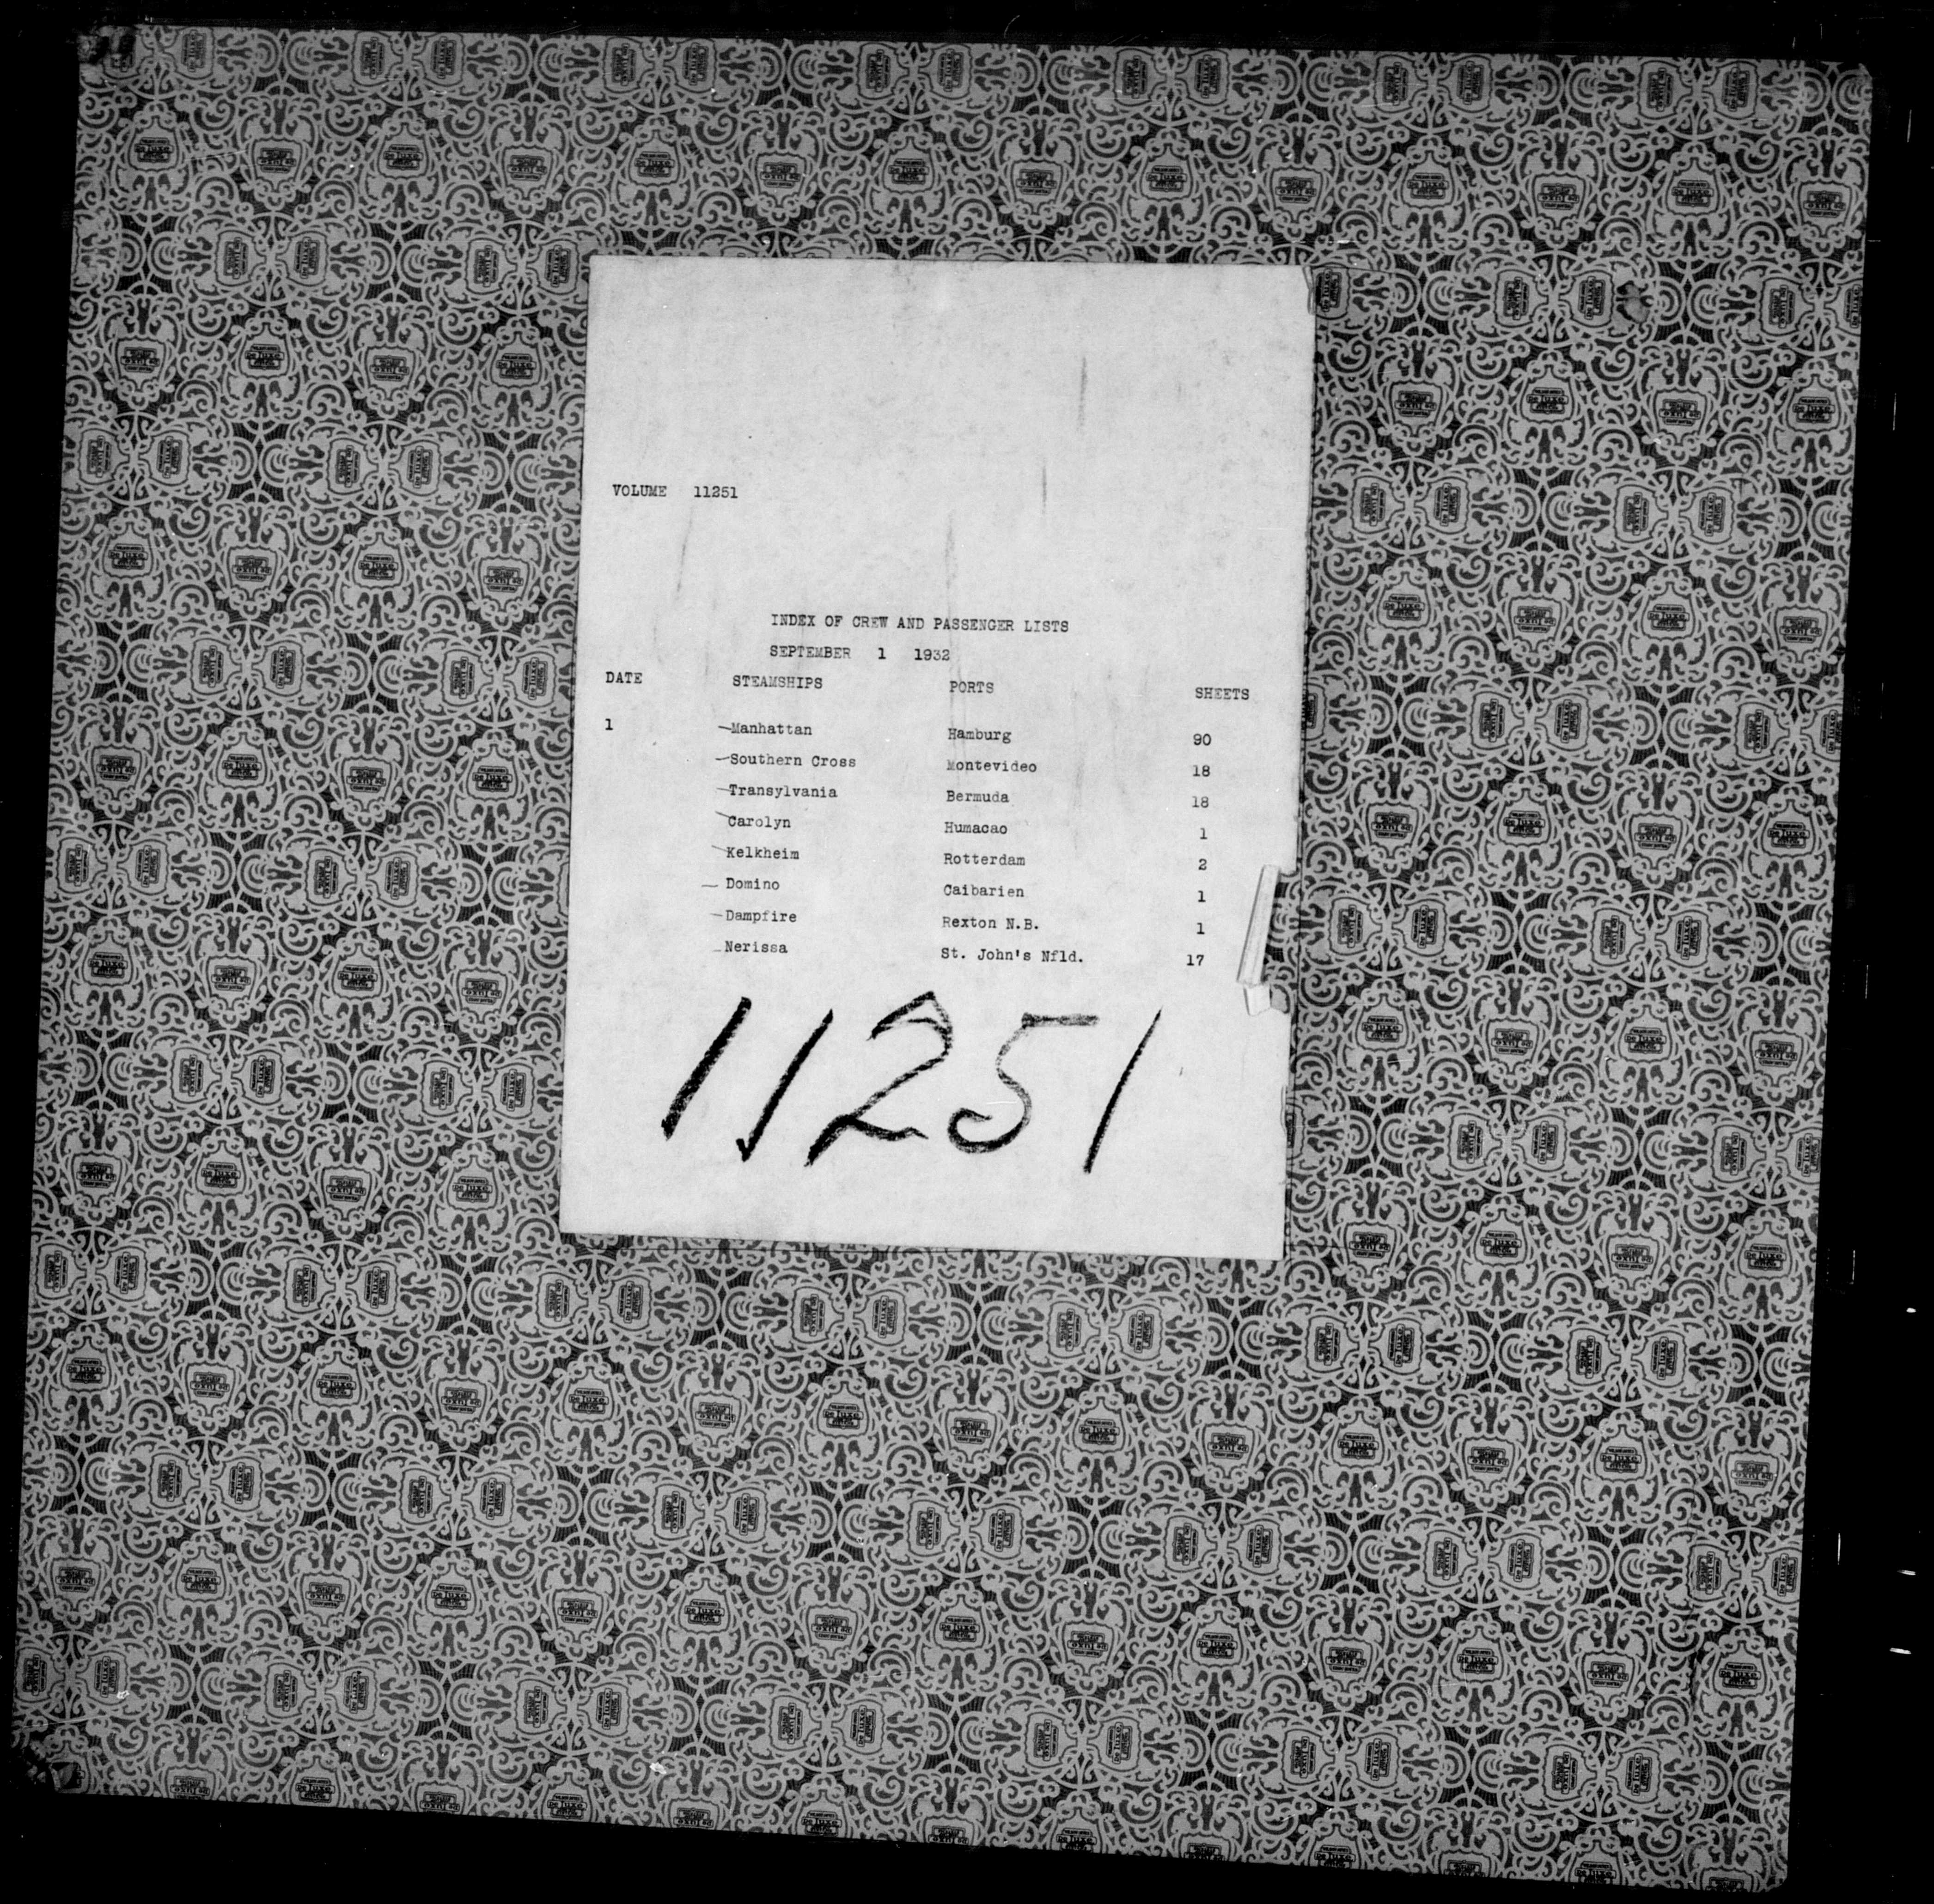 VOLUME 11251
INDEX OF CREW AND PASSENGER LISTS
SEPTEMBER 1 1932
DATE STEAMSHIPS PORTS SHEETS
1 Manhattan Hamburg 90
Southern Cross Montevideo 18
Transylvania Bermuda 18
Carolyn Humacao 1
Kelkheim Rotterdam 2
Domino Caibarien 1
Dampfire Rexton N.B. 1
Nerissa St. John's Nfld. 17
11251
De luxe